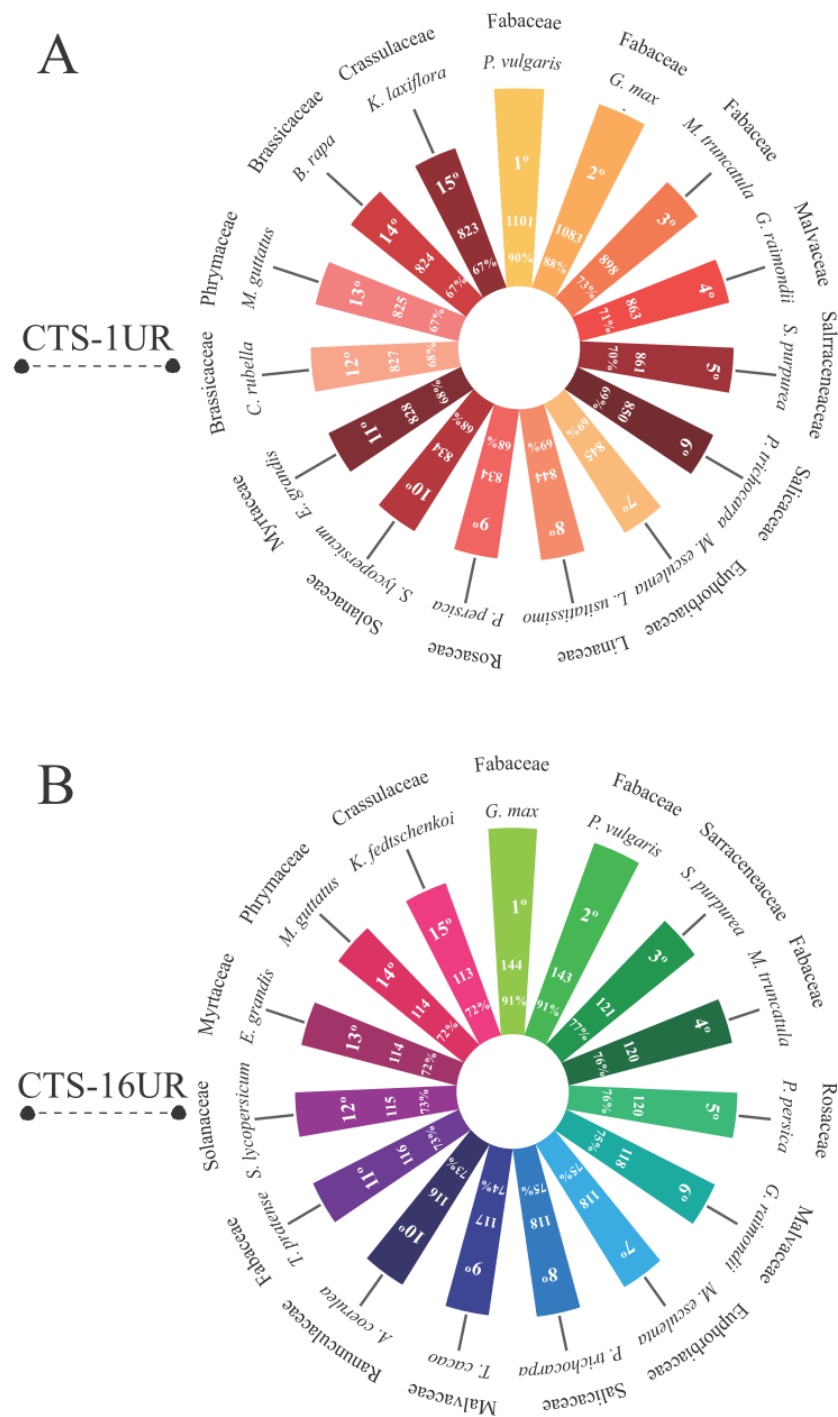 A
CTS-1UR
Fabaceae
P. vulgaris
1º
1101
90%
Fabaceae
G. max
2º
1083
88%
Fabaceae
M. truncatula
3º
898
73%
Malvaceae
G. raimondii
4º
863
71%
Salrraceneaceae
S. purpurea
5º
861
70%
Salicaceae
P. trichocarpa
6º
850
69%
Euphorbiaceae
M. esculenta
7º
845
69%
Linaceae
L. usitatissimo
8º
844
69%
Rosaceae
P. persica
9º
834
68%
Solanaceae
S. lycopersicum
10º
834
68%
Myrtaceae
E. grandis
11º
828
68%
Brassicaceae
C. rubella
12º
827
68%
Phrymaceae
M. guttatus
13º
825
67%
Brassicaceae
B. rapa
14º
824
67%
Crassulaceae
K. laxiflora
15º
823
67%
B
CTS-16UR
Fabaceae
G. max
1º
144
91%
Fabaceae
P. vulgaris
2º
143
91%
Sarraceneaceae
S. purpurea
3º
121
77%
Fabaceae
M. truncatula
4º
120
76%
Rosaceae
P. persica
5º
120
76%
Malvaceae
G. raimondii
6º
118
75%
Euphorbiaceae
M. esculenta
7º
118
75%
Salicaceae
P. trichocarpa
8º
118
75%
Malvaceae
T. cacao
9º
117
74%
Ranunculaceae
A. coerulea
10º
116
73%
Fabaceae
T. pratense
11º
116
73%
Solanaceae
S. lycopersicum
12º
115
73%
Myrtaceae
E. grandis
13º
114
72%
Phrymaceae
M. guttatus
14º
114
72%
Crassulaceae
K. fedtschenkoi
15º
113
72%